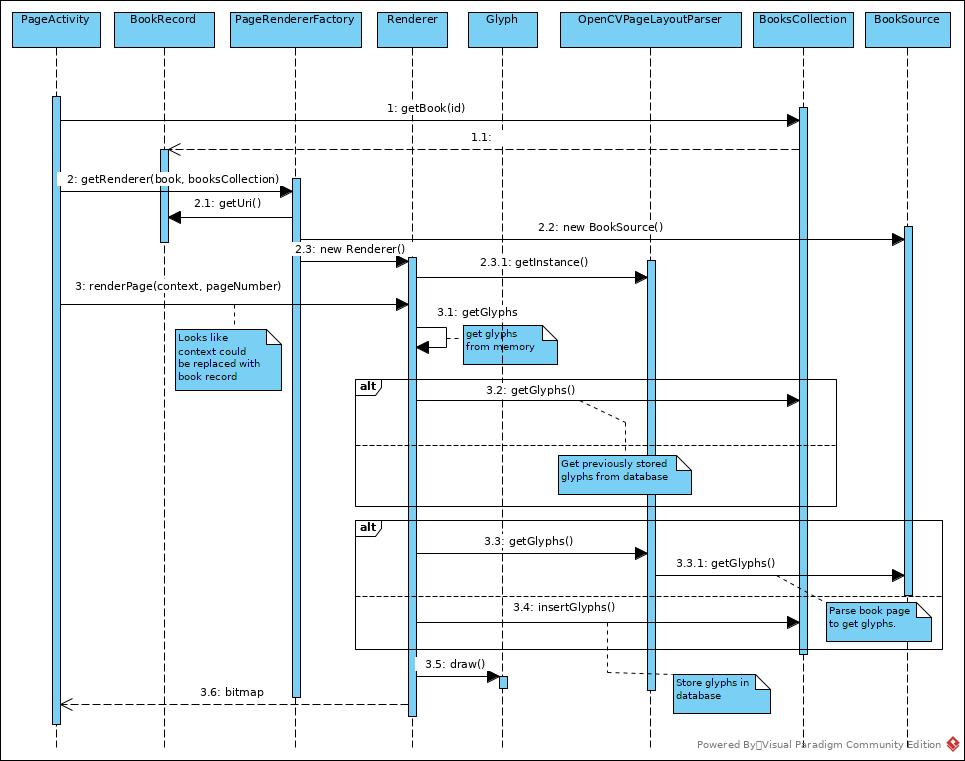 PageActivity
BookRecord
PageRendererFactory
Renderer
Glyph
OpenCVPageLayoutParser
BooksCollection
BookSource
1: getBook(id)
1.1:
2: getRenderer(book, booksCollection)
2.1: getUri()
2.2: new BookSource()
2.3: new Renderer()
2.3.1: getInstance()
3: renderPage(context, pageNumber)
3.1: getGlyphs
Looks like
context could
be replaced with
book record
get glyphs
from memory
alt
3.2: getGlyphs()
Get previously stored
glyphs from database
alt
3.3: getGlyphs()
3.3.1: getGlyphs()
3.4: insertGlyphs()
Parse book page
to get glyphs.
3.5: draw()
Store glyphs in
database
3.6: bitmap
Powered By Visual Paradigm Community Edition